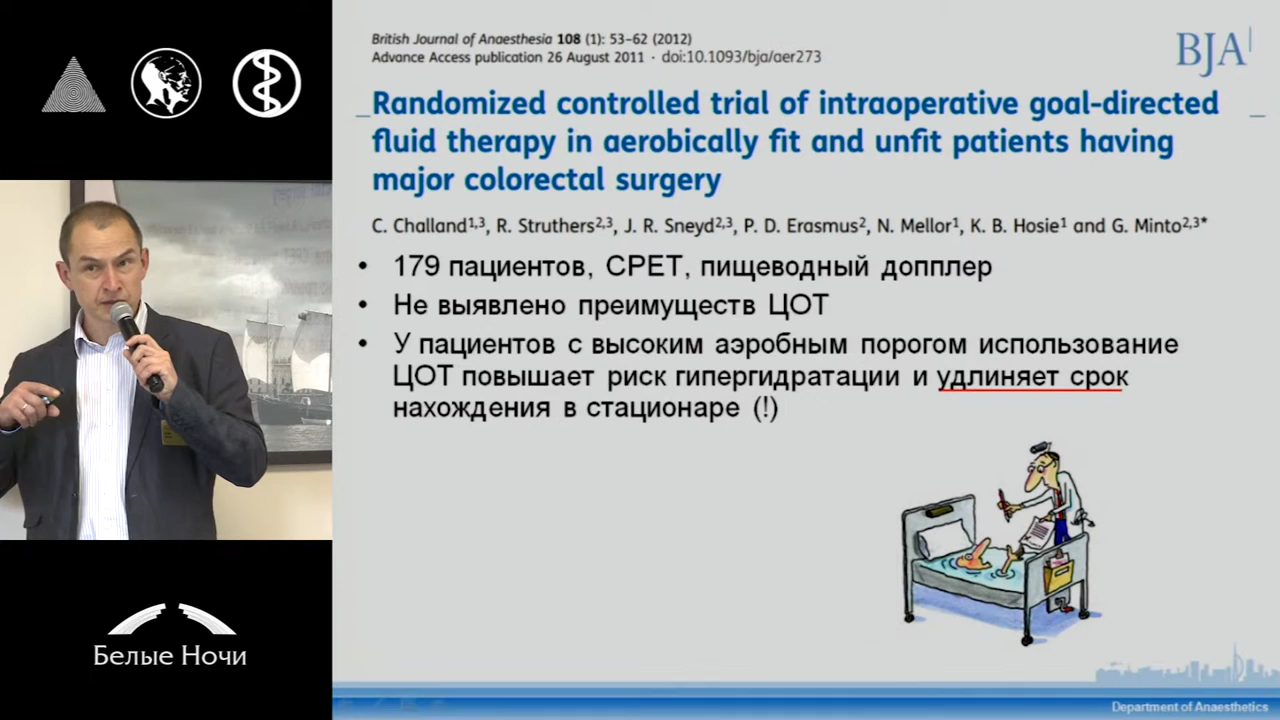 British Journal of Anaesthesia 108 (1): 53–62 (2012)
Advance Access publication 26 August 2011 · doi:10.1093/bja/aer273
BJA
Randomized controlled trial of intraoperative goal-directed
fluid therapy in aerobically fit and unfit patients having
major colorectal surgery
C. Challand1,3, R. Struthers2,3, J. R. Sneyd2,3, P. D. Erasmus2, N. Mellor1, K. B. Hosie1 and G. Minto2,3*
• 179 пациентов, СРЕТ, пищеводный допплер
• Не выявлено преимуществ ЦОТ
• У пациентов с высоким аэробным порогом использование
ЦОТ повышает риск гипергидратации и удлиняет срок
нахождения в стационаре (!)
Белые Ночи
Department of Anaesthetics